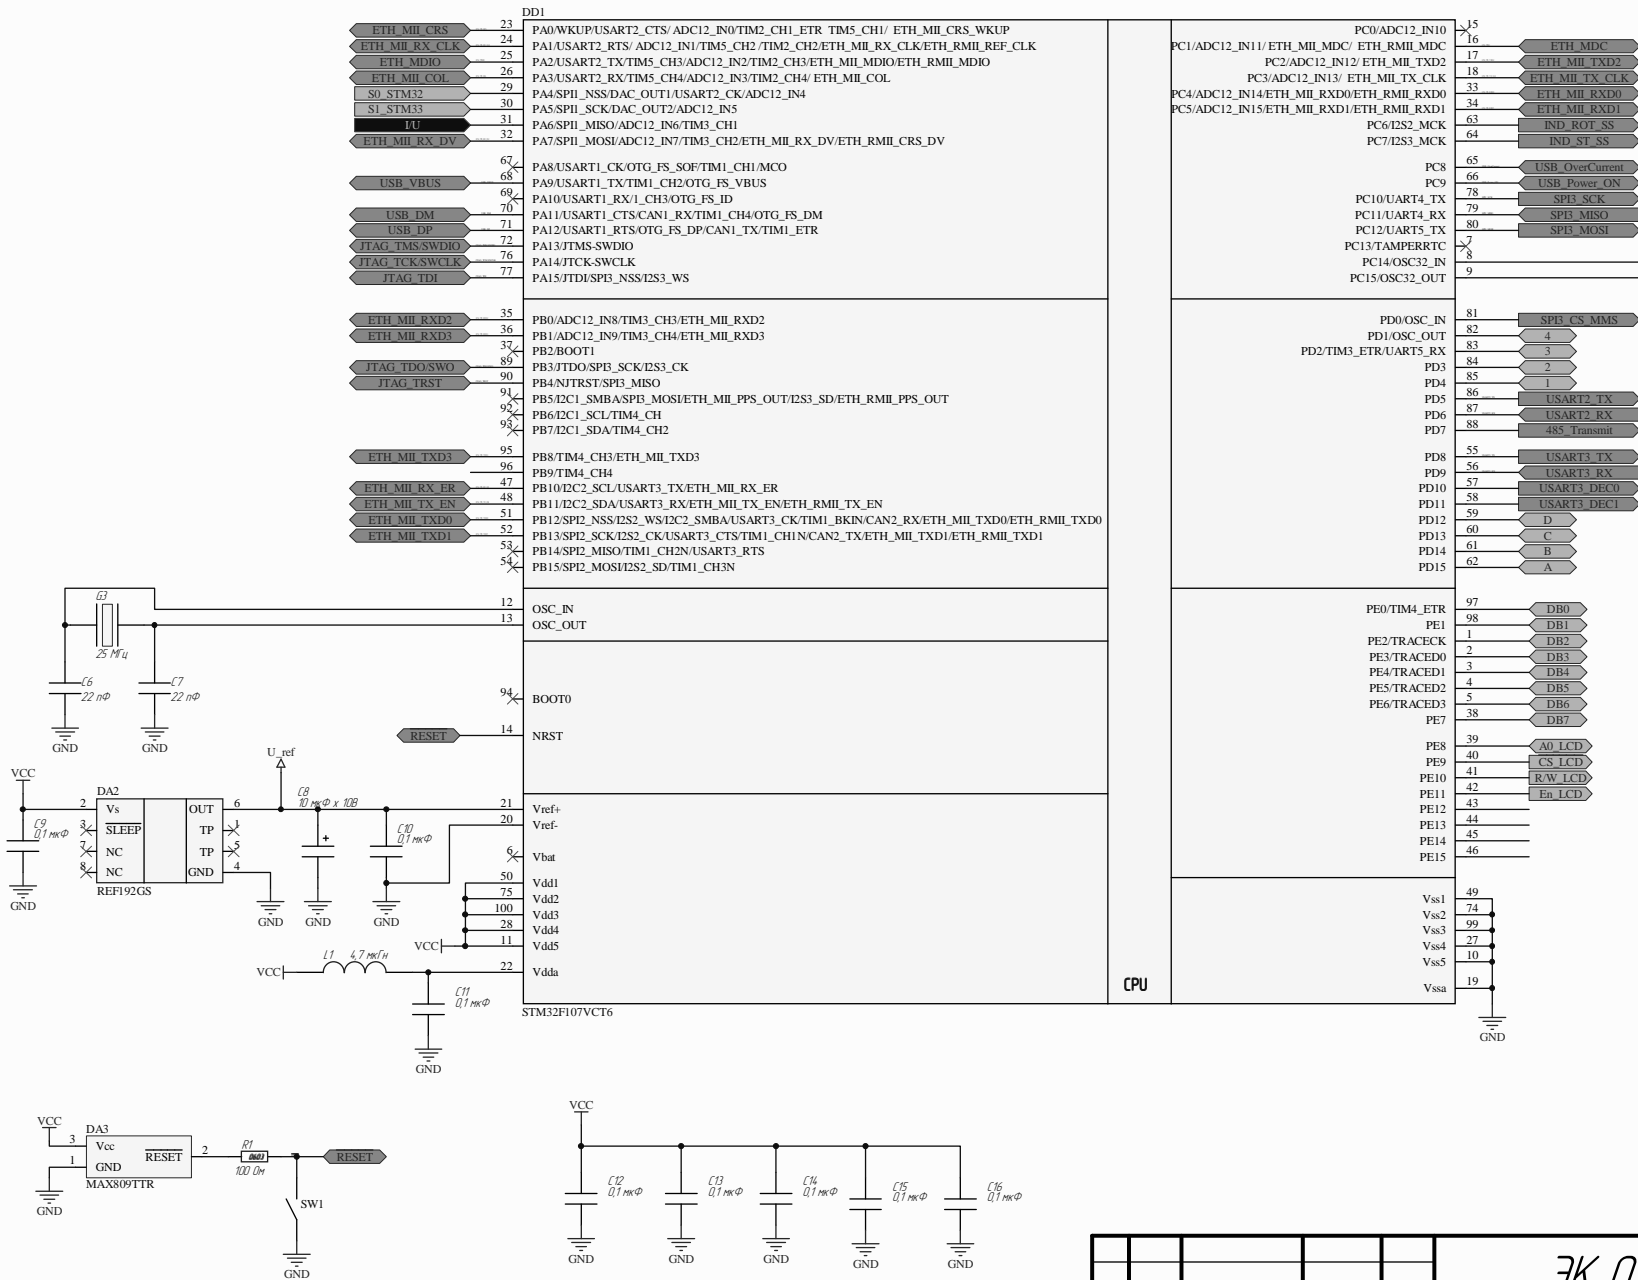 DD1
ETH_MII_CRS 23 PA0/WKUP/USART2_CTS/ ADC12_IN0/TIM2_CH1_ETR TIM5_CH1/ ETH_MII_CRS_WKUP
ETH_MII_RX_CLK 24 PA1/USART2_RTS/ ADC12_IN1/TIM5_CH2 /TIM2_CH2/ETH_MII_RX_CLK/ETH_RMII_REF_CLK
ETH_MDIO 25 PA2/USART2_TX/TIM5_CH3/ADC12_IN2/TIM2_CH3/ETH_MII_MDIO/ETH_RMII_MDIO
ETH_MII_COL 26 PA3/USART2_RX/TIM5_CH4/ADC12_IN3/TIM2_CH4/ ETH_MII_COL
S0_STM32 29 PA4/SPI1_NSS/DAC_OUT1/USART2_CK/ADC12_IN4
S1_STM33 30 PA5/SPI1_SCK/DAC_OUT2/ADC12_IN5
I/U 31 PA6/SPI1_MISO/ADC12_IN6/TIM3_CH1
ETH_MII_RX_DV 32 PA7/SPI1_MOSI/ADC12_IN7/TIM3_CH2/ETH_MII_RX_DV/ETH_RMII_CRS_DV
67 PA8/USART1_CK/OTG_FS_SOF/TIM1_CH1/MCO
USB_VBUS 68 PA9/USART1_TX/TIM1_CH2/OTG_FS_VBUS
69 PA10/USART1_RX/1_CH3/OTG_FS_ID
USB_DM 70 PA11/USART1_CTS/CAN1_RX/TIM1_CH4/OTG_FS_DM
USB_DP 71 PA12/USART1_RTS/OTG_FS_DP/CAN1_TX/TIM1_ETR
JTAG_TMS/SWDIO 72 PA13/JTMS-SWDIO
JTAG_TCK/SWCLK 76 PA14/JTCK-SWCLK
JTAG_TDI 77 PA15/JTDI/SPI3_NSS/I2S3_WS
ETH_MII_RXD2 35 PB0/ADC12_IN8/TIM3_CH3/ETH_MII_RXD2
ETH_MII_RXD3 36 PB1/ADC12_IN9/TIM3_CH4/ETH_MII_RXD3
37 PB2/BOOT1
JTAG_TDO/SWO 89 PB3/JTDO/SPI3_SCK/I2S3_CK
JTAG_TRST 90 PB4/NJTRST/SPI3_MISO
91 PB5/I2C1_SMBA/SPI3_MOSI/ETH_MII_PPS_OUT/I2S3_SD/ETH_RMII_PPS_OUT
92 PB6/I2C1_SCL/TIM4_CH
93 PB7/I2C1_SDA/TIM4_CH2
ETH_MII_TXD3 95 PB8/TIM4_CH3/ETH_MII_TXD3
96 PB9/TIM4_CH4
ETH_MII_RX_ER 47 PB10/I2C2_SCL/USART3_TX/ETH_MII_RX_ER
ETH_MII_TX_EN 48 PB11/I2C2_SDA/USART3_RX/ETH_MII_TX_EN/ETH_RMII_TX_EN
ETH_MII_TXD0 51 PB12/SPI2_NSS/I2S2_WS/I2C2_SMBA/USART3_CK/TIM1_BKIN/CAN2_RX/ETH_MII_TXD0/ETH_RMII_TXD0
ETH_MII_TXD1 52 PB13/SPI2_SCK/I2S2_CK/USART3_CTS/TIM1_CH1N/CAN2_TX/ETH_MII_TXD1/ETH_RMII_TXD1
53 PB14/SPI2_MISO/TIM1_CH2N/USART3_RTS
54 PB15/SPI2_MOSI/I2S2_SD/TIM1_CH3N
12 OSC_IN
13 OSC_OUT
94 BOOT0
RESET 14 NRST
21 Vref+
20 Vref-
6 Vbat
50 Vdd1
75 Vdd2
100 Vdd3
28 Vdd4
VCC 11 Vdd5
22 Vdda
CPU
STM32F107VCT6
PC0/ADC12_IN10 15
PC1/ADC12_IN11/ ETH_MII_MDC/ ETH_RMII_MDC 16 ETH_MDC
PC2/ADC12_IN12/ ETH_MII_TXD2 17 ETH_MII_TXD2
PC3/ADC12_IN13/ ETH_MII_TX_CLK 18 ETH_MII_TX_CLK
PC4/ADC12_IN14/ETH_MII_RXD0/ETH_RMII_RXD0 33 ETH_MII_RXD0
PC5/ADC12_IN15/ETH_MII_RXD1/ETH_RMII_RXD1 34 ETH_MII_RXD1
PC6/I2S2_MCK 63 IND_ROT_SS
PC7/I2S3_MCK 64 IND_ST_SS
PC8 65 USB_OverCurrent
PC9 66 USB_Power_ON
PC10/UART4_TX 78 SPI3_SCK
PC11/UART4_RX 79 SPI3_MISO
PC12/UART5_TX 80 SPI3_MOSI
PC13/TAMPERRTC 7
PC14/OSC32_IN 8
PC15/OSC32_OUT 9
PD0/OSC_IN 81 SPI3_CS_MMS
PD1/OSC_OUT 82 4
PD2/TIM3_ETR/UART5_RX 83 3
PD3 84 2
PD4 85 1
PD5 86 USART2_TX
PD6 87 USART2_RX
PD7 88 485_Transmit
PD8 55 USART3_TX
PD9 56 USART3_RX
PD10 57 USART3_DEC0
PD11 58 USART3_DEC1
PD12 59 D
PD13 60 C
PD14 61 B
PD15 62 A
PE0/TIM4_ETR 97 DB0
PE1 98 DB1
PE2/TRACECK 1 DB2
PE3/TRACED0 2 DB3
PE4/TRACED1 3 DB4
PE5/TRACED2 4 DB5
PE6/TRACED3 5 DB6
PE7 38 DB7
PE8 39 A0_LCD
PE9 40 CS_LCD
PE10 41 R/W_LCD
PE11 42 En_LCD
PE12 43
PE13 44
PE14 45
PE15 46
Vss1 49
Vss2 74
Vss3 99
Vss4 27
Vss5 10
Vssa 19
GND
G3
25 МГц
C6
22 пФ
C7
22 пФ
GND GND
U_ref
VCC
DA2
2 Vs OUT 6
3 SLEEP TP 1
7 NC TP 5
8 NC GND 4
REF192GS
C9
0,1 мкФ
C8
10 мкФ х 10В
C10
0,1 мкФ
GND GND GND GND
VCC L1 4,7 мкГн
C11
0,1 мкФ
GND
VCC
DA3
3 Vcc RESET 2
1 GND
MAX809TTR
GND
R1
0603
100 Ом
RESET
SW1
GND
VCC
C12
0,1 мкФ
C13
0,1 мкФ
C14
0,1 мкФ
C15
0,1 мкФ
C16
0,1 мкФ
GND GND GND GND GND